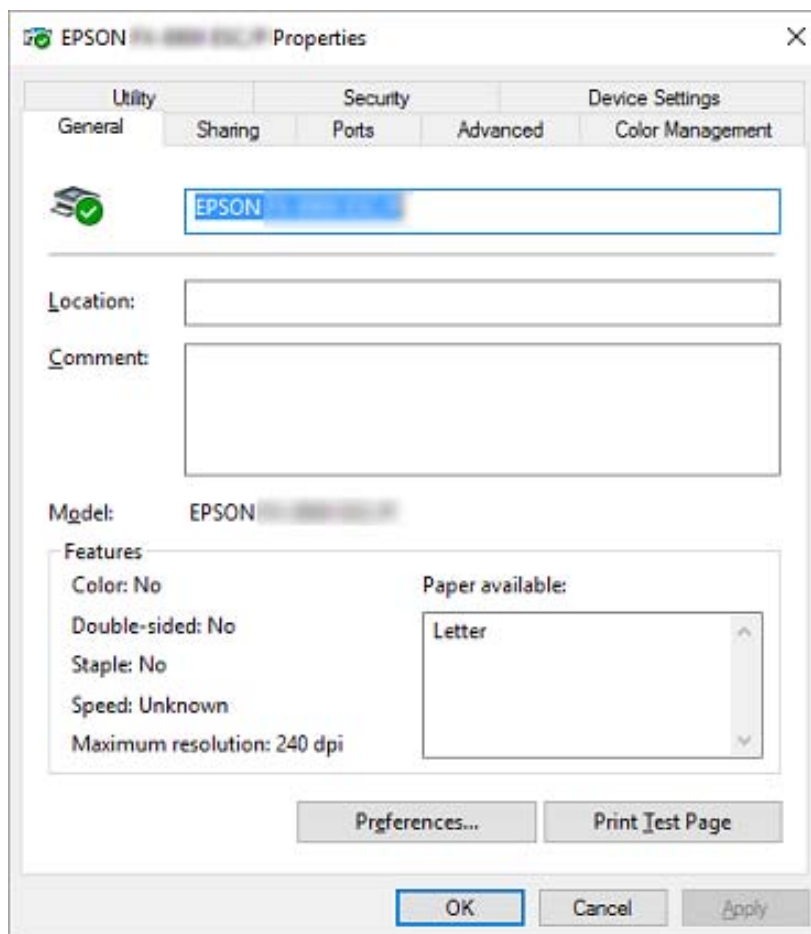 EPSON Properties
Utility Security Device Settings
General Sharing Ports Advanced Color Management
EPSON
Location:
Comment:
Model: EPSON
Features
Color: No
Paper available:
Double-sided: No
Letter
Staple: No
Speed: Unknown
Maximum resolution: 240 dpi
Preferences... Print Test Page
OK Cancel Apply